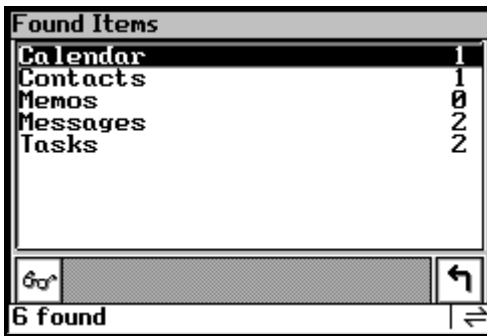 Found Items
Calendar 1
Contacts 1
Memos 0
Messages 2
Tasks 2
6 found